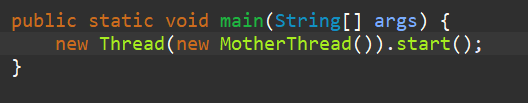 public static void main(String[] args) {
    new Thread(new MotherThread()).start();
}